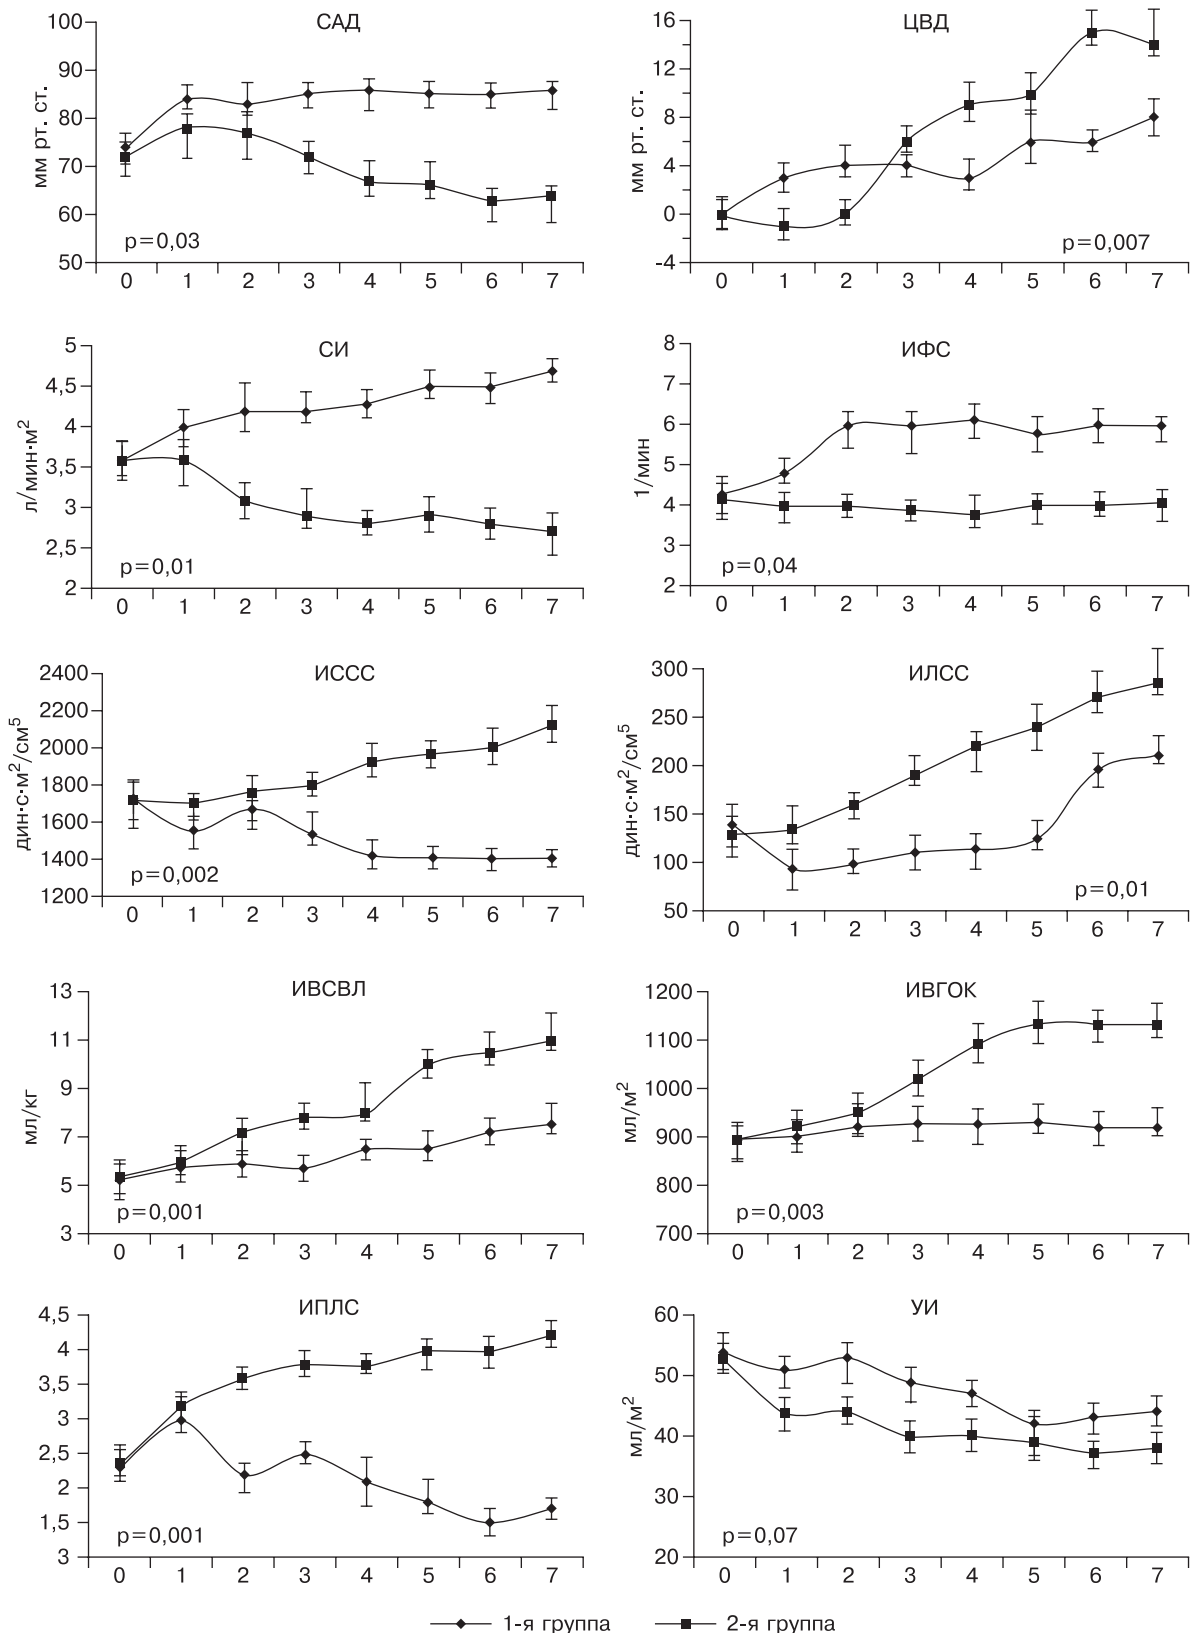 САД
мм рт. ст.
100
90
80
70
60
50
p=0,03
0 1 2 3 4 5 6 7
ЦВД
мм рт. ст.
16
12
8
4
0
-4
p=0,007
0 1 2 3 4 5 6 7
СИ
л/мин·м²
5
4,5
4
3,5
3
2,5
2
p=0,01
0 1 2 3 4 5 6 7
ИФС
1/мин
8
7
6
5
4
3
2
p=0,04
0 1 2 3 4 5 6 7
ИССС
дин·с·м²/см⁵
2400
2200
2000
1800
1600
1400
1200
p=0,002
0 1 2 3 4 5 6 7
ИЛСС
дин·с·м²/см⁵
300
250
200
150
100
50
p=0,01
0 1 2 3 4 5 6 7
ИВСВЛ
мл/кг
13
11
9
7
5
3
p=0,001
0 1 2 3 4 5 6 7
ИВГОК
мл/м²
1200
1100
1000
900
800
700
p=0,003
0 1 2 3 4 5 6 7
ИПЛС
4,5
4
3,5
3
2,5
2
1,5
3
p=0,001
0 1 2 3 4 5 6 7
УИ
мл/м²
60
50
40
30
20
p=0,07
0 1 2 3 4 5 6 7
1-я группа 2-я группа